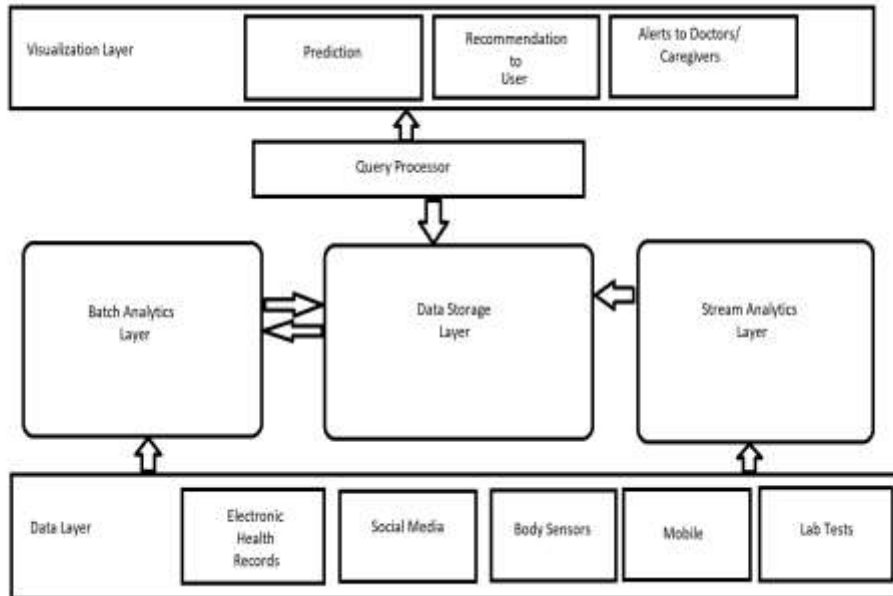 Visualization Layer
Prediction
Recommendation
to
User
Alerts to Doctors/
Caregivers
Query Processor
Batch Analytics
Layer
Data Storage
Layer
Stream Analytics
Layer
Data Layer
Electronic
Health
Records
Social Media
Body Sensors
Mobile
Lab Tests